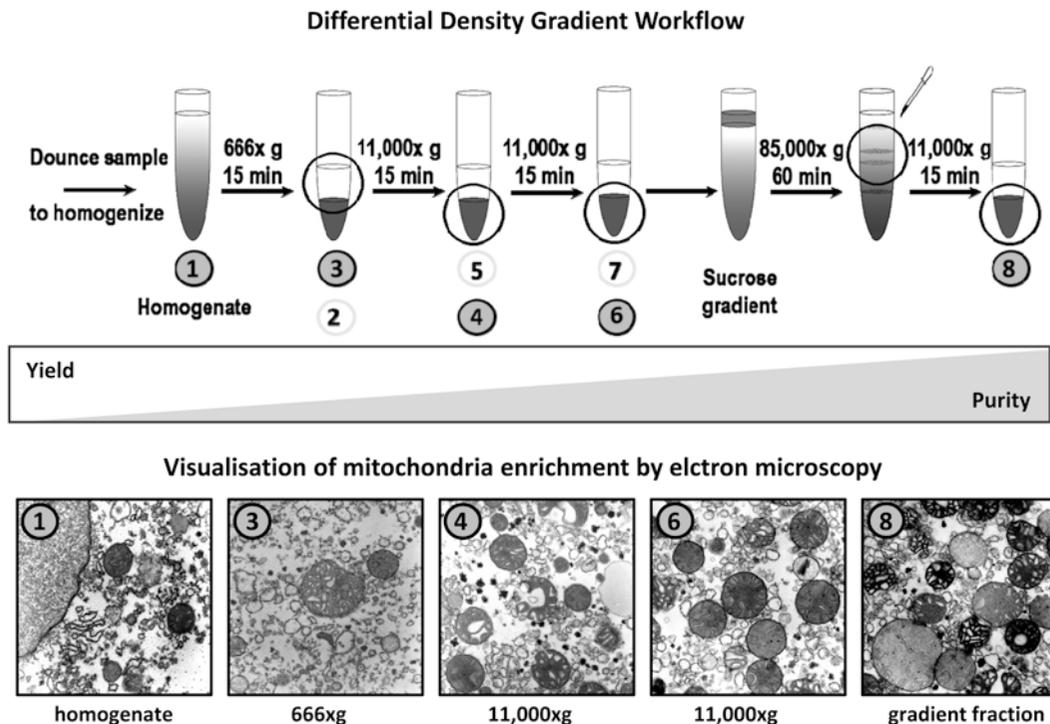 Differential Density Gradient Workflow
Dounce sample
to homogenize
666x g
15 min
11,000x g
15 min
11,000x g
15 min
85,000x g
60 min
11,000x g
15 min
1
3
5
7
8
Homogenate
2
4
6
Sucrose
gradient
Yield
Purity
Visualisation of mitochondria enrichment by elctron microscopy
1
3
4
6
8
homogenate
666xg
11,000xg
11,000xg
gradient fraction